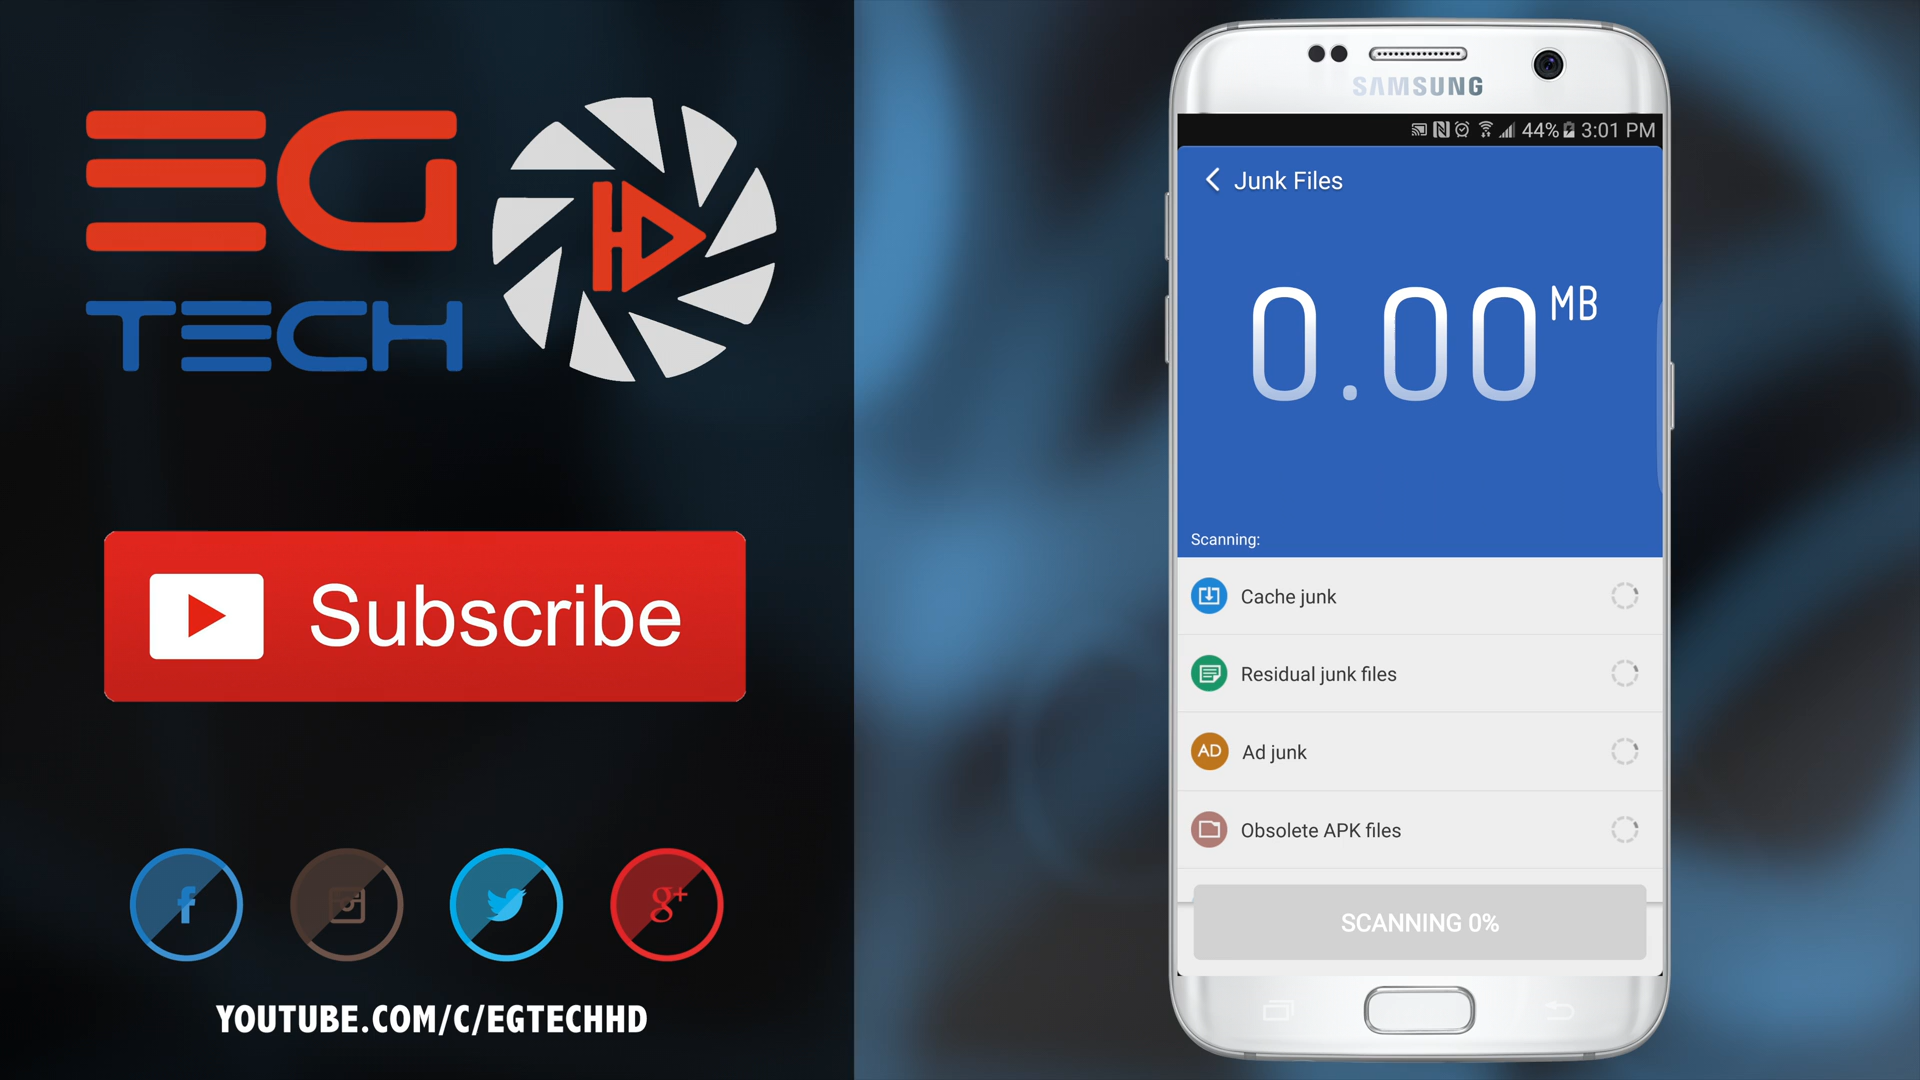 EG
TECH
HD
Subscribe
f
g+
YOUTUBE.COM/C/EGTECHHD
SAMSUNG
44% 3:01 PM
Junk Files
0.00 MB
Scanning:
Cache junk
Residual junk files
AD Ad junk
Obsolete APK files
SCANNING 0%